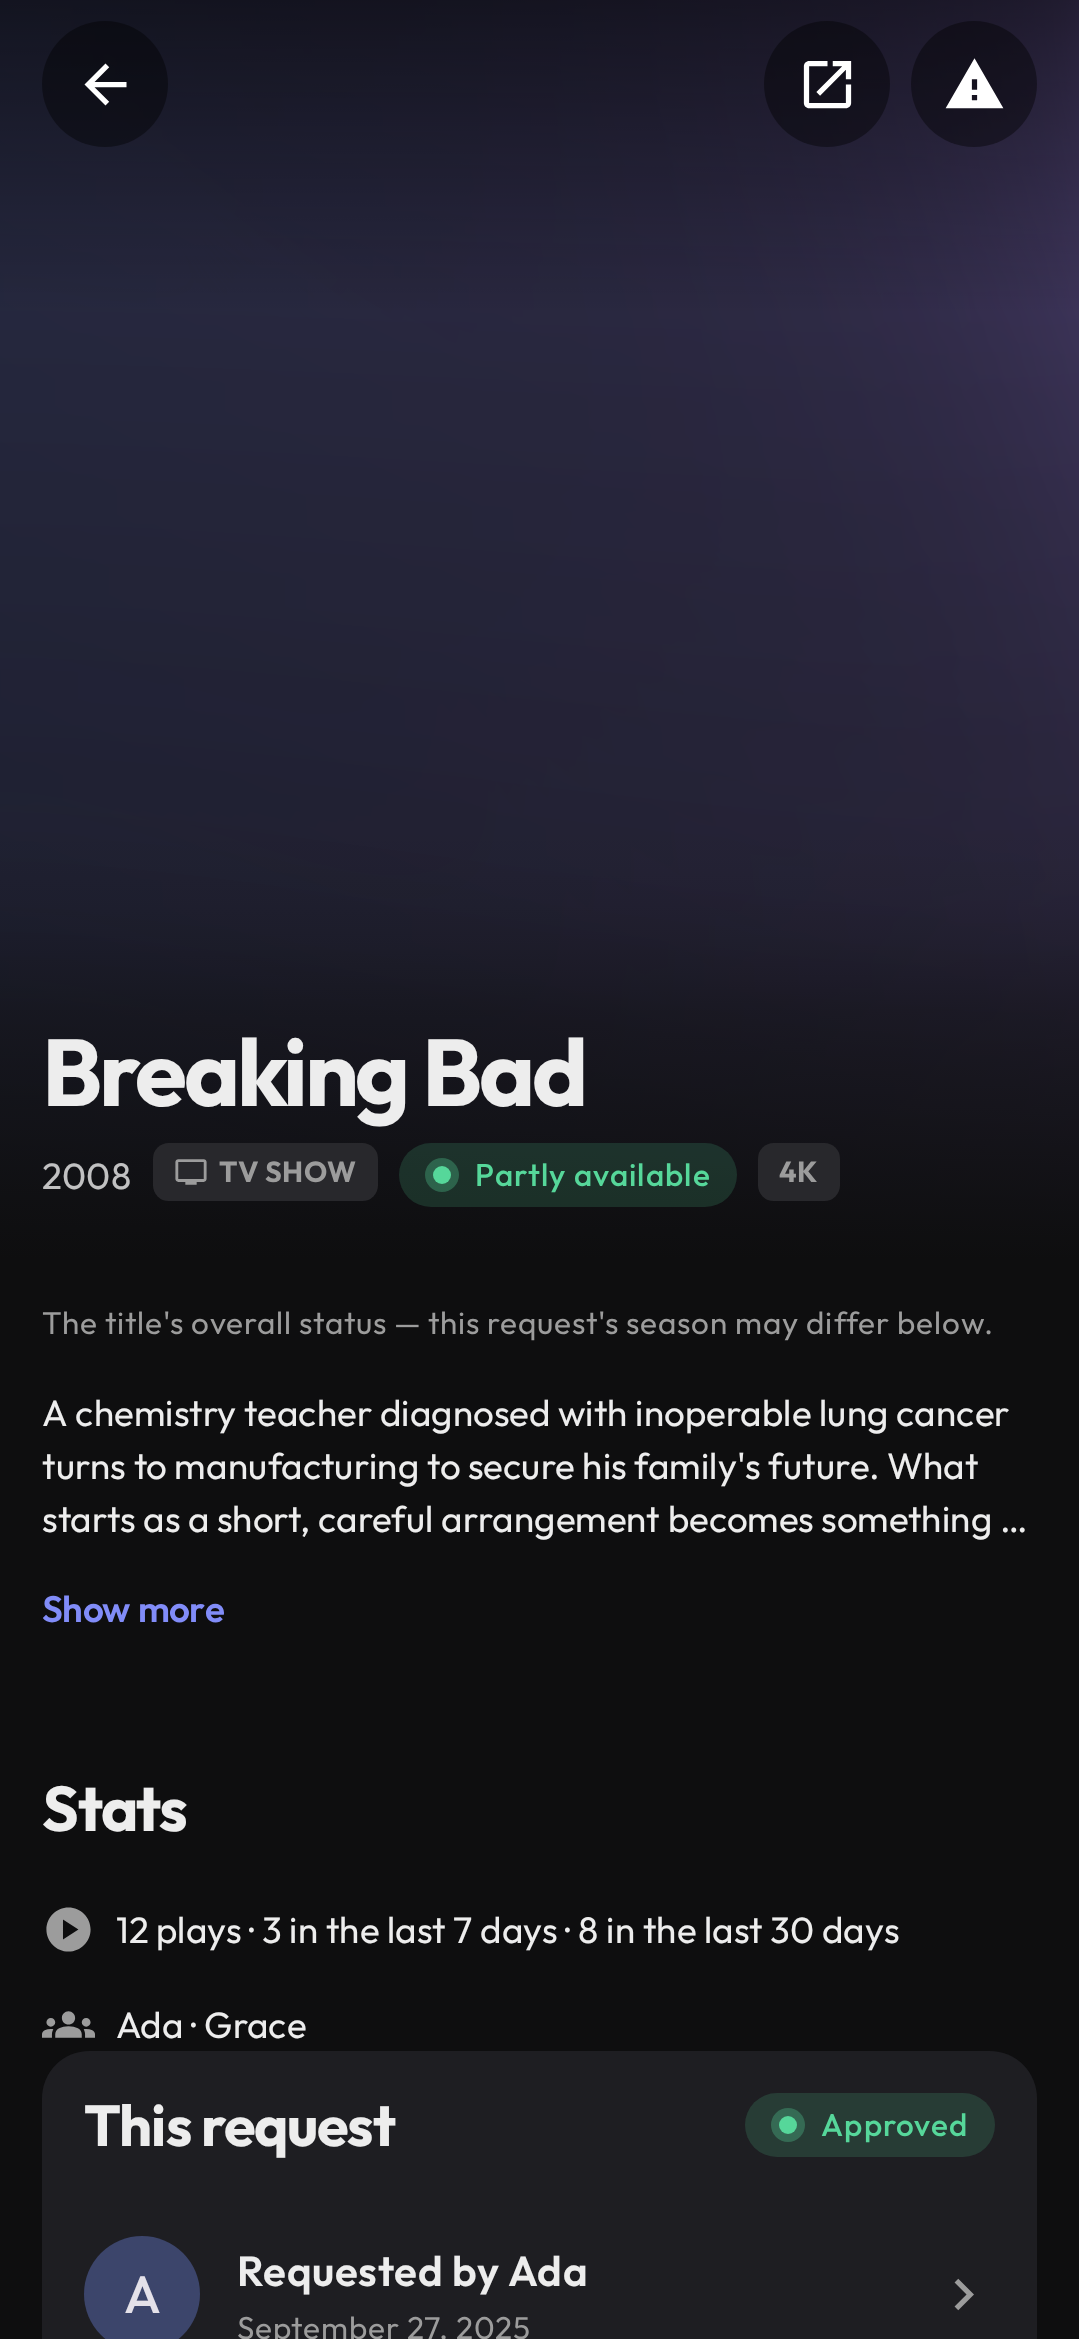 Breaking Bad
2008 TV SHOW Partly available 4K
The title's overall status — this request's season may differ below.
A chemistry teacher diagnosed with inoperable lung cancer
turns to manufacturing to secure his family's future. What
starts as a short, careful arrangement becomes something ...
Show more
Stats
12 plays · 3 in the last 7 days · 8 in the last 30 days
Ada · Grace
This request Approved
A
Requested by Ada
September 27, 2025